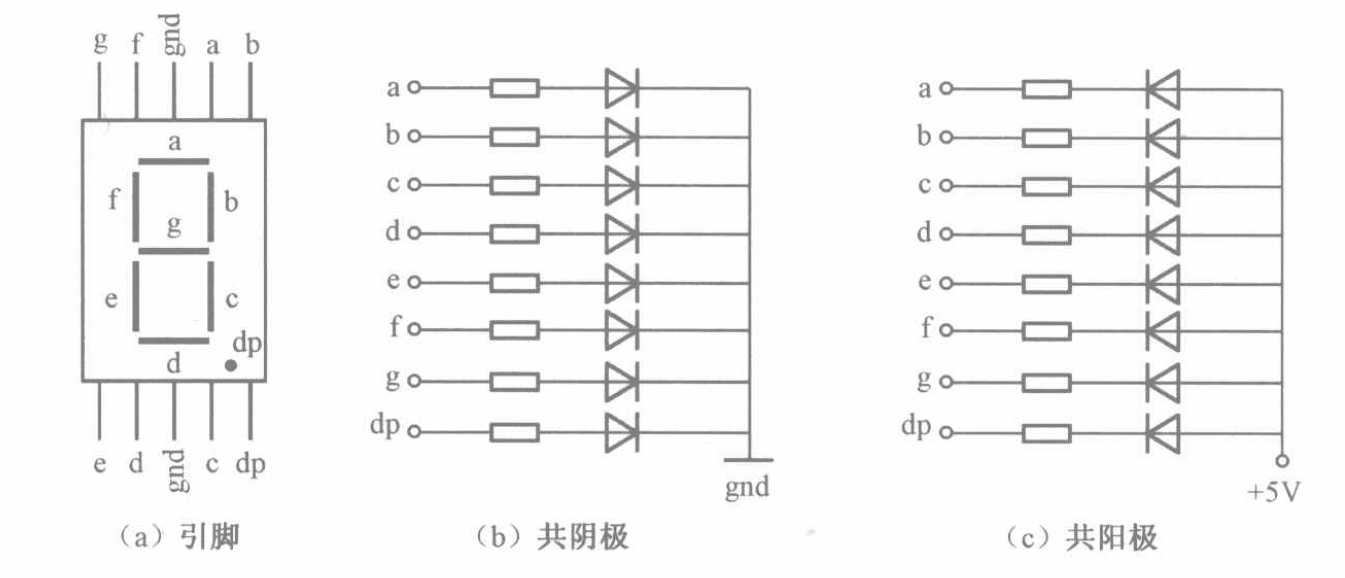 g f gnd a b
a
f b
g
e c
dp
d
e d gnd c dp
(a) 引脚
a
b
c
d
e
f
g
dp
gnd
(b) 共阴极
a
b
c
d
e
f
g
dp
+5V
(c) 共阳极